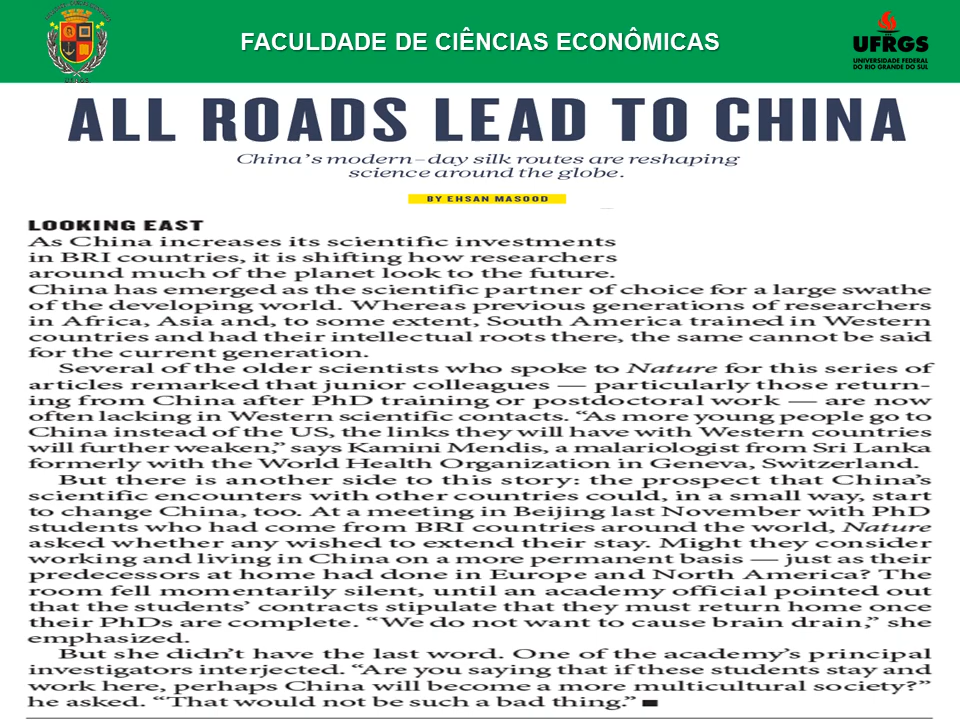 FACULDADE DE CIÊNCIAS ECONÔMICAS
UFRGS
UFRGS
UNIVERSIDADE FEDERAL
DO RIO GRANDE DO SUL
ALL ROADS LEAD TO CHINA
China's modern-day silk routes are reshaping
science around the globe.
BY EHSAN MASOOD
LOOKING EAST
As China increases its scientific investments
in BRI countries, it is shifting how researchers
around much of the planet look to the future.
China has emerged as the scientific partner of choice for a large swathe
of the developing world. Whereas previous generations of researchers
in Africa, Asia and, to some extent, South America trained in Western
countries and had their intellectual roots there, the same cannot be said
for the current generation.
Several of the older scientists who spoke to Nature for this series of
articles remarked that junior colleagues — particularly those return-
ing from China after PhD training or postdoctoral work — are now
often lacking in Western scientific contacts. “As more young people go to
China instead of the US, the links they will have with Western countries
will further weaken,” says Kamini Mendis, a malariologist from Sri Lanka
formerly with the World Health Organization in Geneva, Switzerland.
But there is another side to this story: the prospect that China’s
scientific encounters with other countries could, in a small way, start
to change China, too. At a meeting in Beijing last November with PhD
students who had come from BRI countries around the world, Nature
asked whether any wished to extend their stay. Might they consider
working and living in China on a more permanent basis — just as their
predecessors at home had done in Europe and North America? The
room fell momentarily silent, until an academy official pointed out
that the students’ contracts stipulate that they must return home once
their PhDs are complete. “We do not want to cause brain drain,” she
emphasized.
But she didn’t have the last word. One of the academy’s principal
investigators interjected. “Are you saying that if these students stay and
work here, perhaps China will become a more multicultural society?”
he asked. “That would not be such a bad thing.” ■